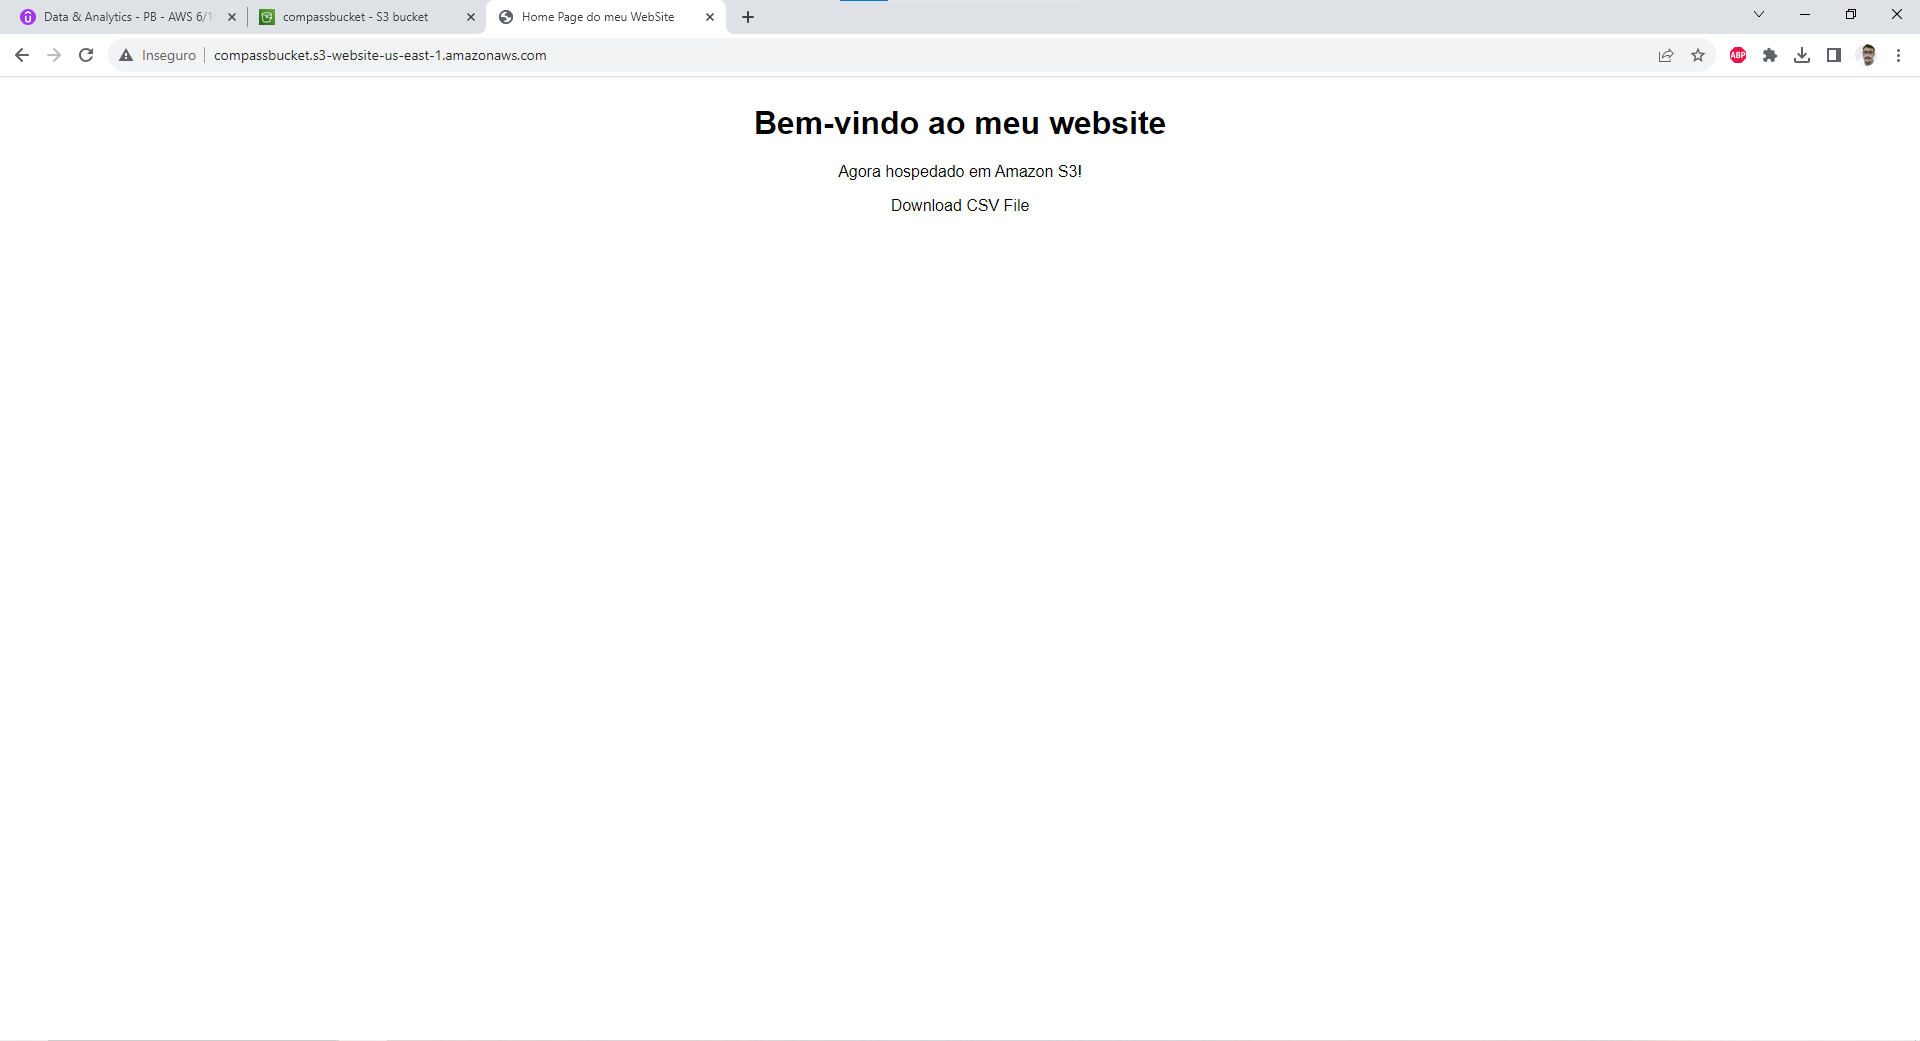 Data & Analytics - PB - AWS 6/1
compassbucket - S3 bucket
Home Page do meu WebSite
Inseguro
compassbucket.s3-website-us-east-1.amazonaws.com
ABP
Bem-vindo ao meu website
Agora hospedado em Amazon S3!
Download CSV File